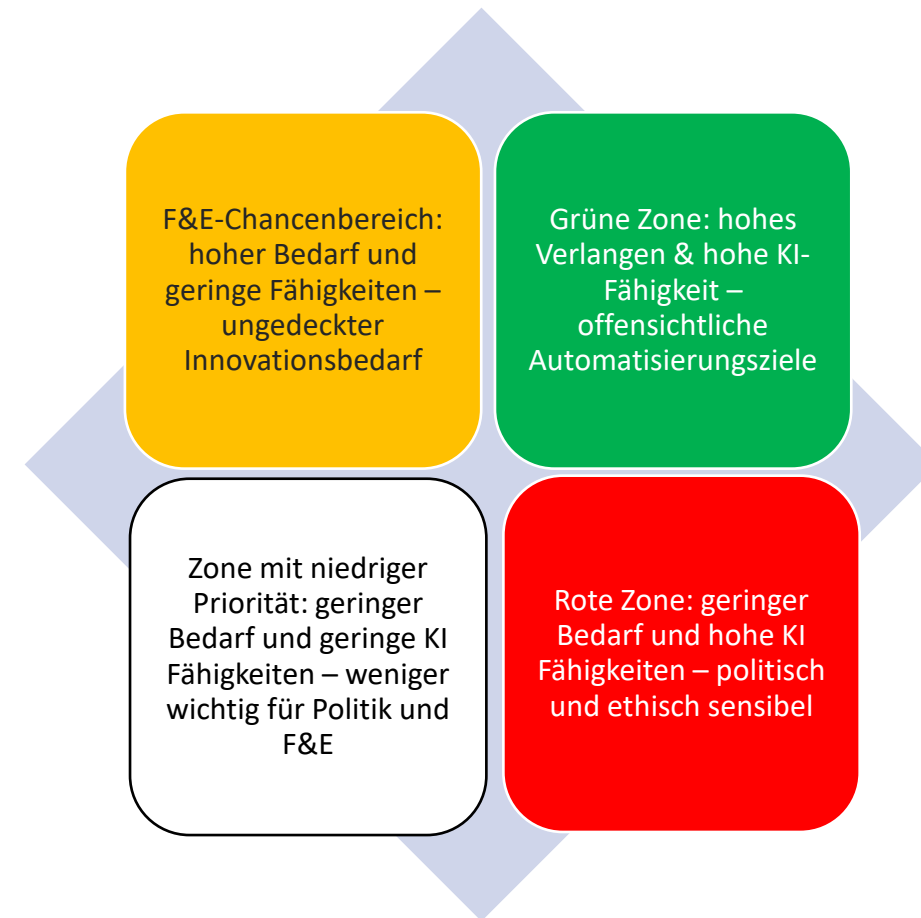 F&E-Chancenbereich:
hoher Bedarf und
geringe Fähigkeiten –
ungedeckter
Innovationsbedarf
Grüne Zone: hohes
Verlangen & hohe KI-
Fähigkeit –
offensichtliche
Automatisierungsziele
Zone mit niedriger
Priorität: geringer
Bedarf und geringe KI
Fähigkeiten – weniger
wichtig für Politik und
F&E
Rote Zone: geringer
Bedarf und hohe KI
Fähigkeiten – politisch
und ethisch sensibel